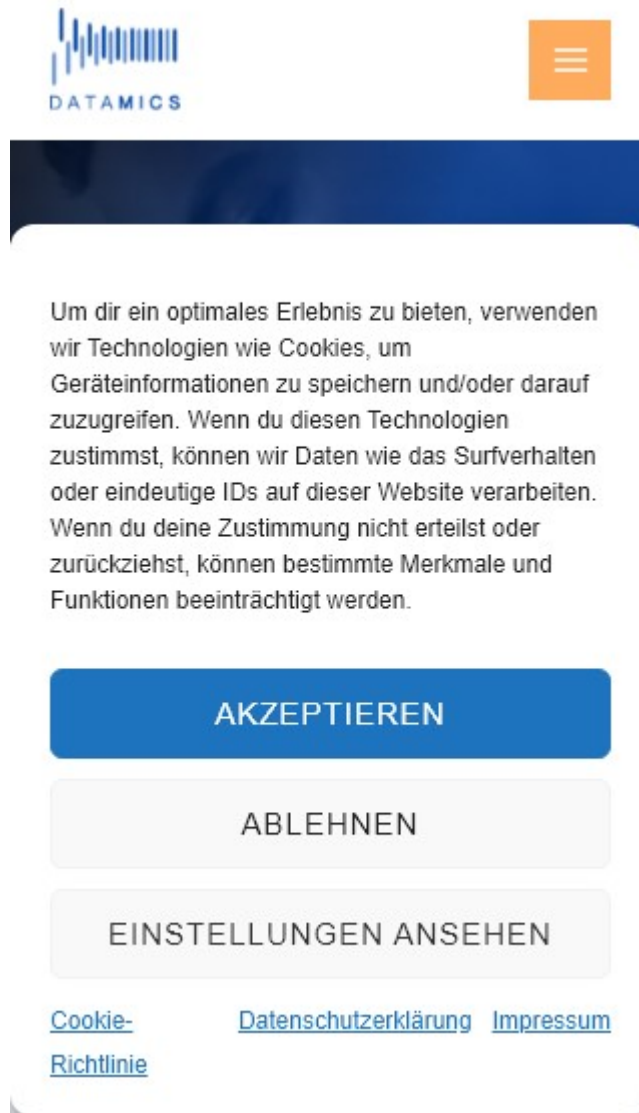 DATAMICS
Um dir ein optimales Erlebnis zu bieten, verwenden
wir Technologien wie Cookies, um
Geräteinformationen zu speichern und/oder darauf
zuzugreifen. Wenn du diesen Technologien
zustimmst, können wir Daten wie das Surfverhalten
oder eindeutige IDs auf dieser Website verarbeiten.
Wenn du deine Zustimmung nicht erteilst oder
zurückziehst, können bestimmte Merkmale und
Funktionen beeinträchtigt werden.
AKZEPTIEREN
ABLEHNEN
EINSTELLUNGEN ANSEHEN
Cookie- Datenschutzerklärung Impressum
Richtlinie